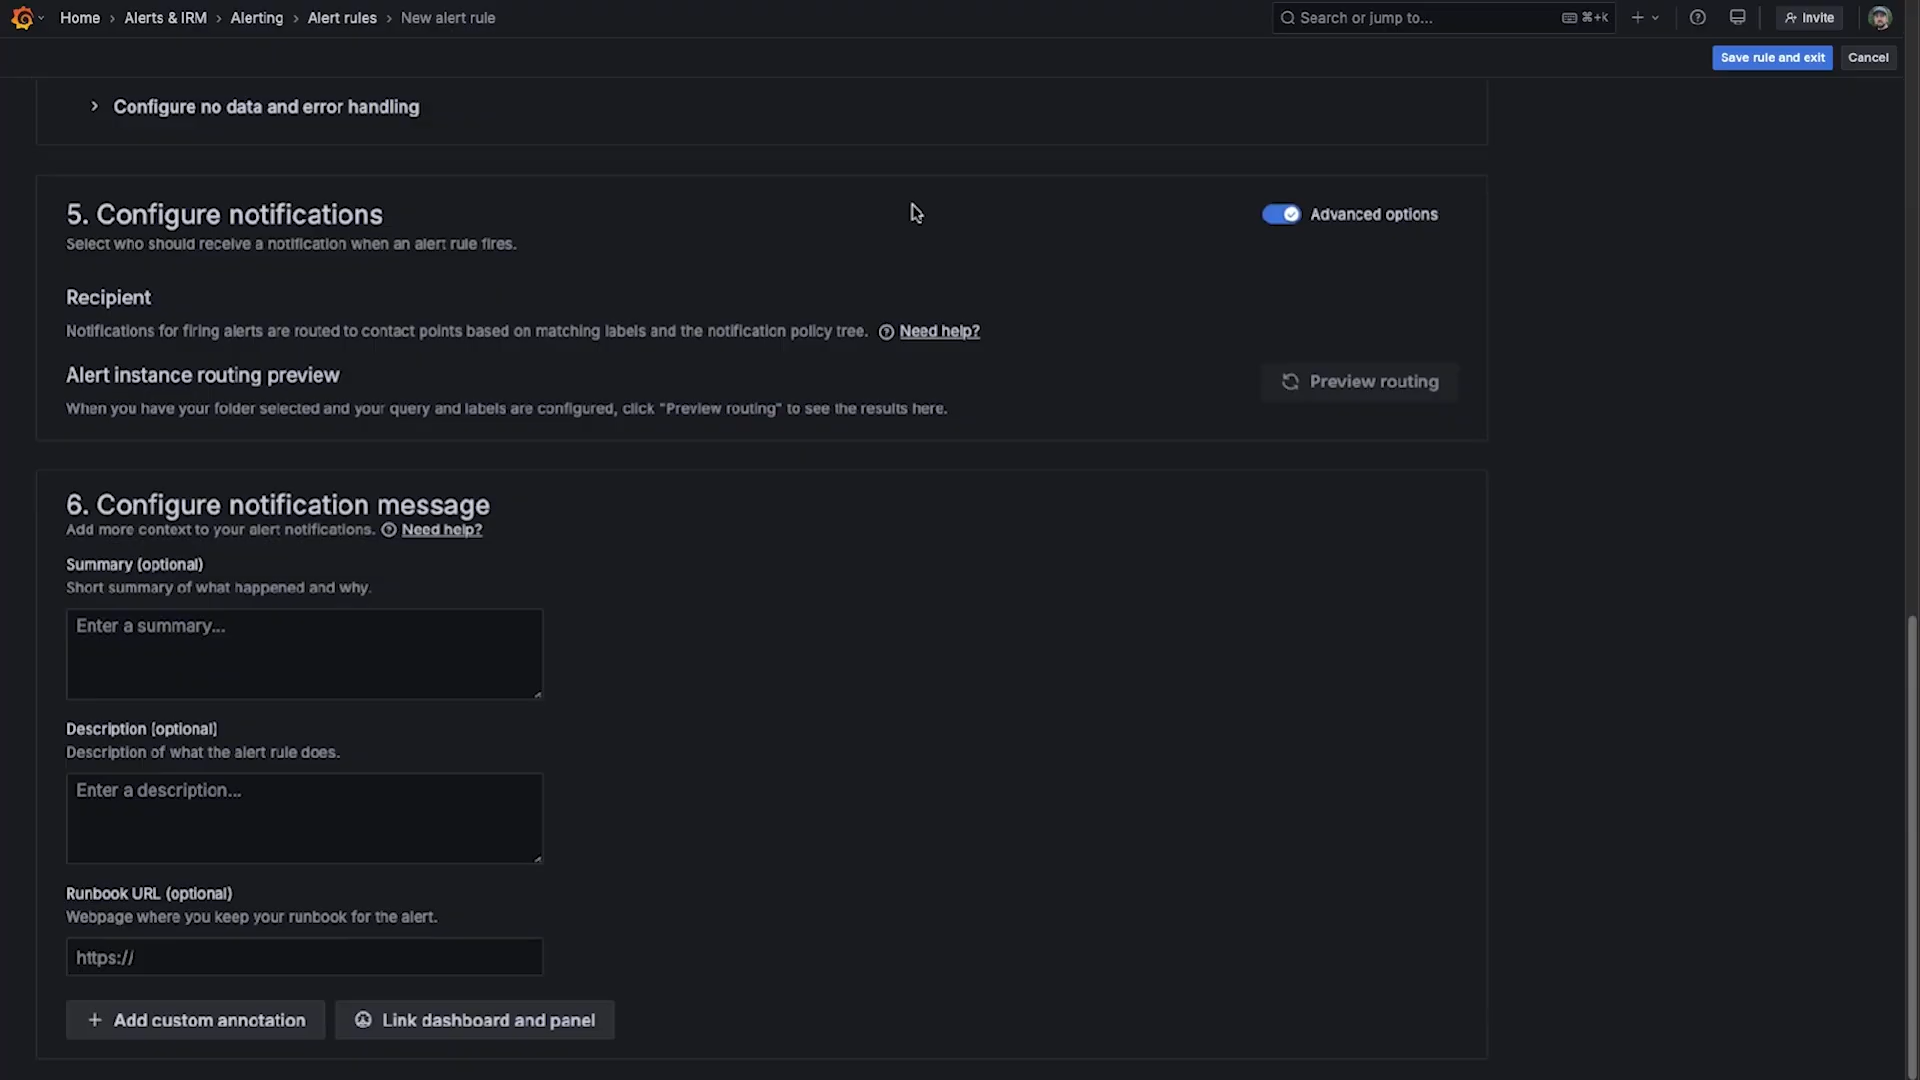 Home › Alerts & IRM › Alerting › Alert rules › New alert rule
Search or jump to... ⌘+k
Invite
Save rule and exit
Cancel
Configure no data and error handling
5. Configure notifications
Advanced options
Select who should receive a notification when an alert rule fires.
Recipient
Notifications for firing alerts are routed to contact points based on matching labels and the notification policy tree. Need help?
Alert instance routing preview
Preview routing
When you have your folder selected and your query and labels are configured, click "Preview routing" to see the results here.
6. Configure notification message
Add more context to your alert notifications. Need help?
Summary (optional)
Short summary of what happened and why.
Enter a summary...
Description (optional)
Description of what the alert rule does.
Enter a description...
Runbook URL (optional)
Webpage where you keep your runbook for the alert.
https://
+ Add custom annotation
Link dashboard and panel